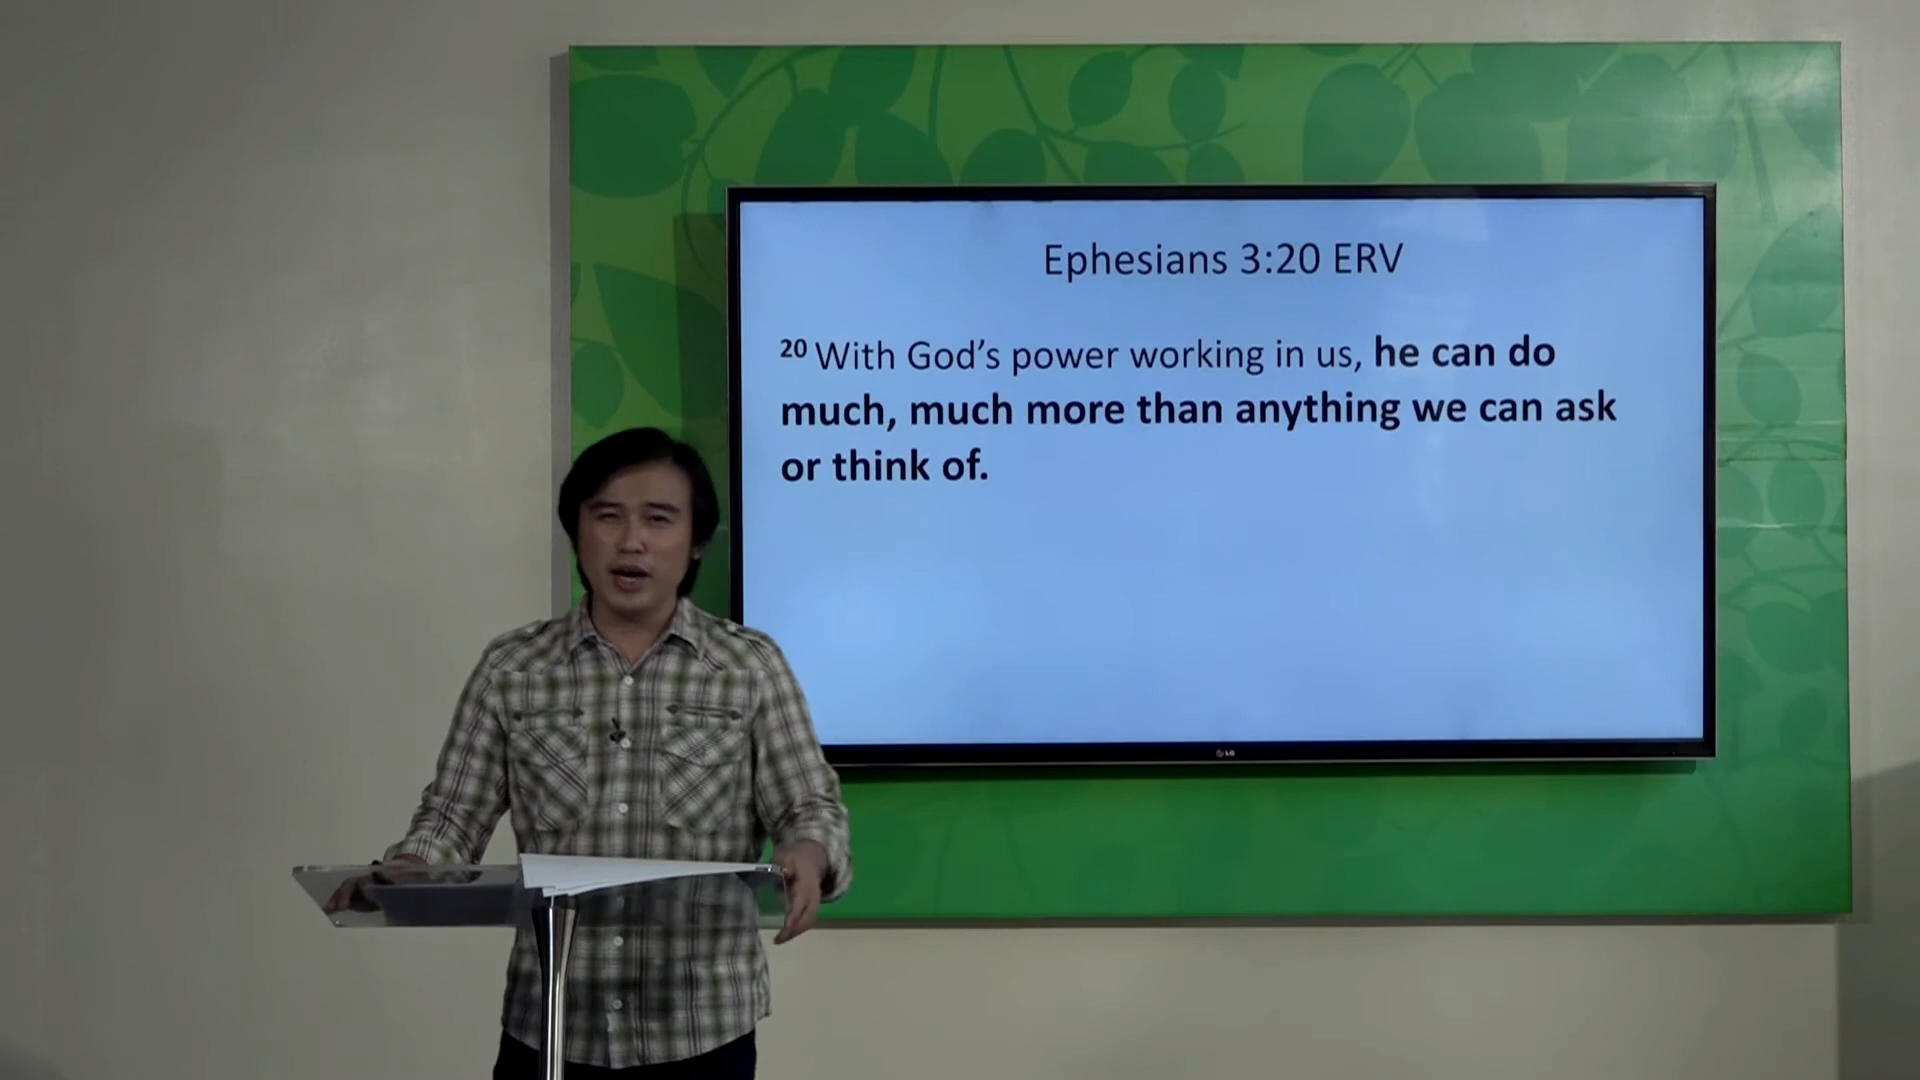 Ephesians 3:20 ERV
20 With God's power working in us, he can do
much, much more than anything we can ask
or think of.
LG